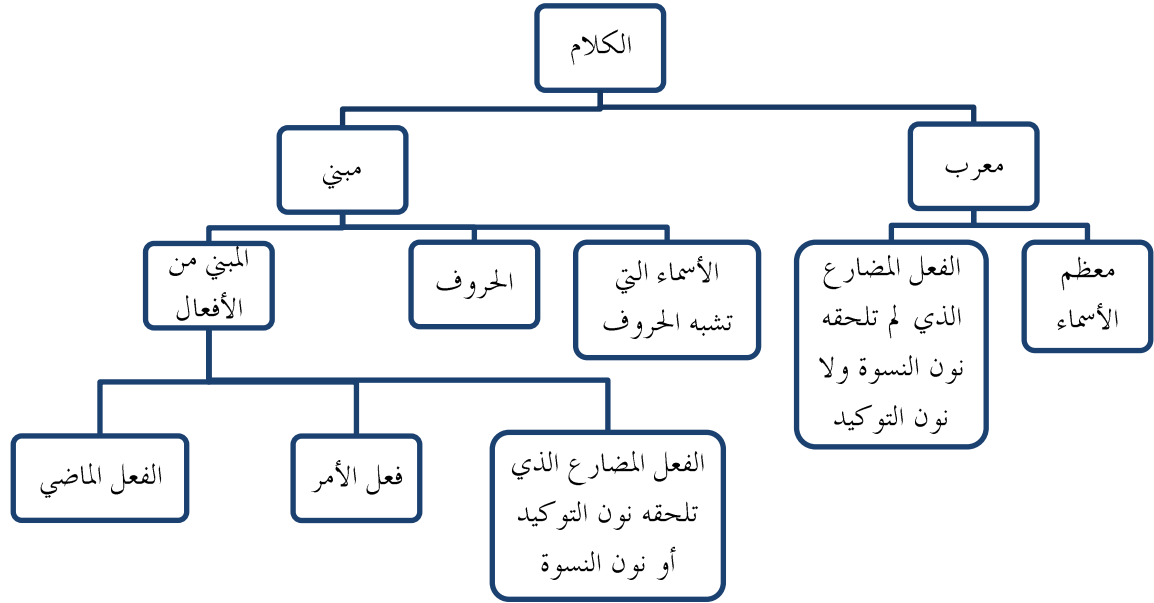 الكلام
معرب
مبني
معظم
الأسماء
الفعل المضارع
الذي لم تلحقه
نون النسوة ولا
نون التوكيد
الأسماء التي
تشبه الحروف
الحروف
المبني من
الأفعال
الفعل المضارع الذي
تلحقه نون التوكيد
أو نون النسوة
فعل الأمر
الفعل الماضي